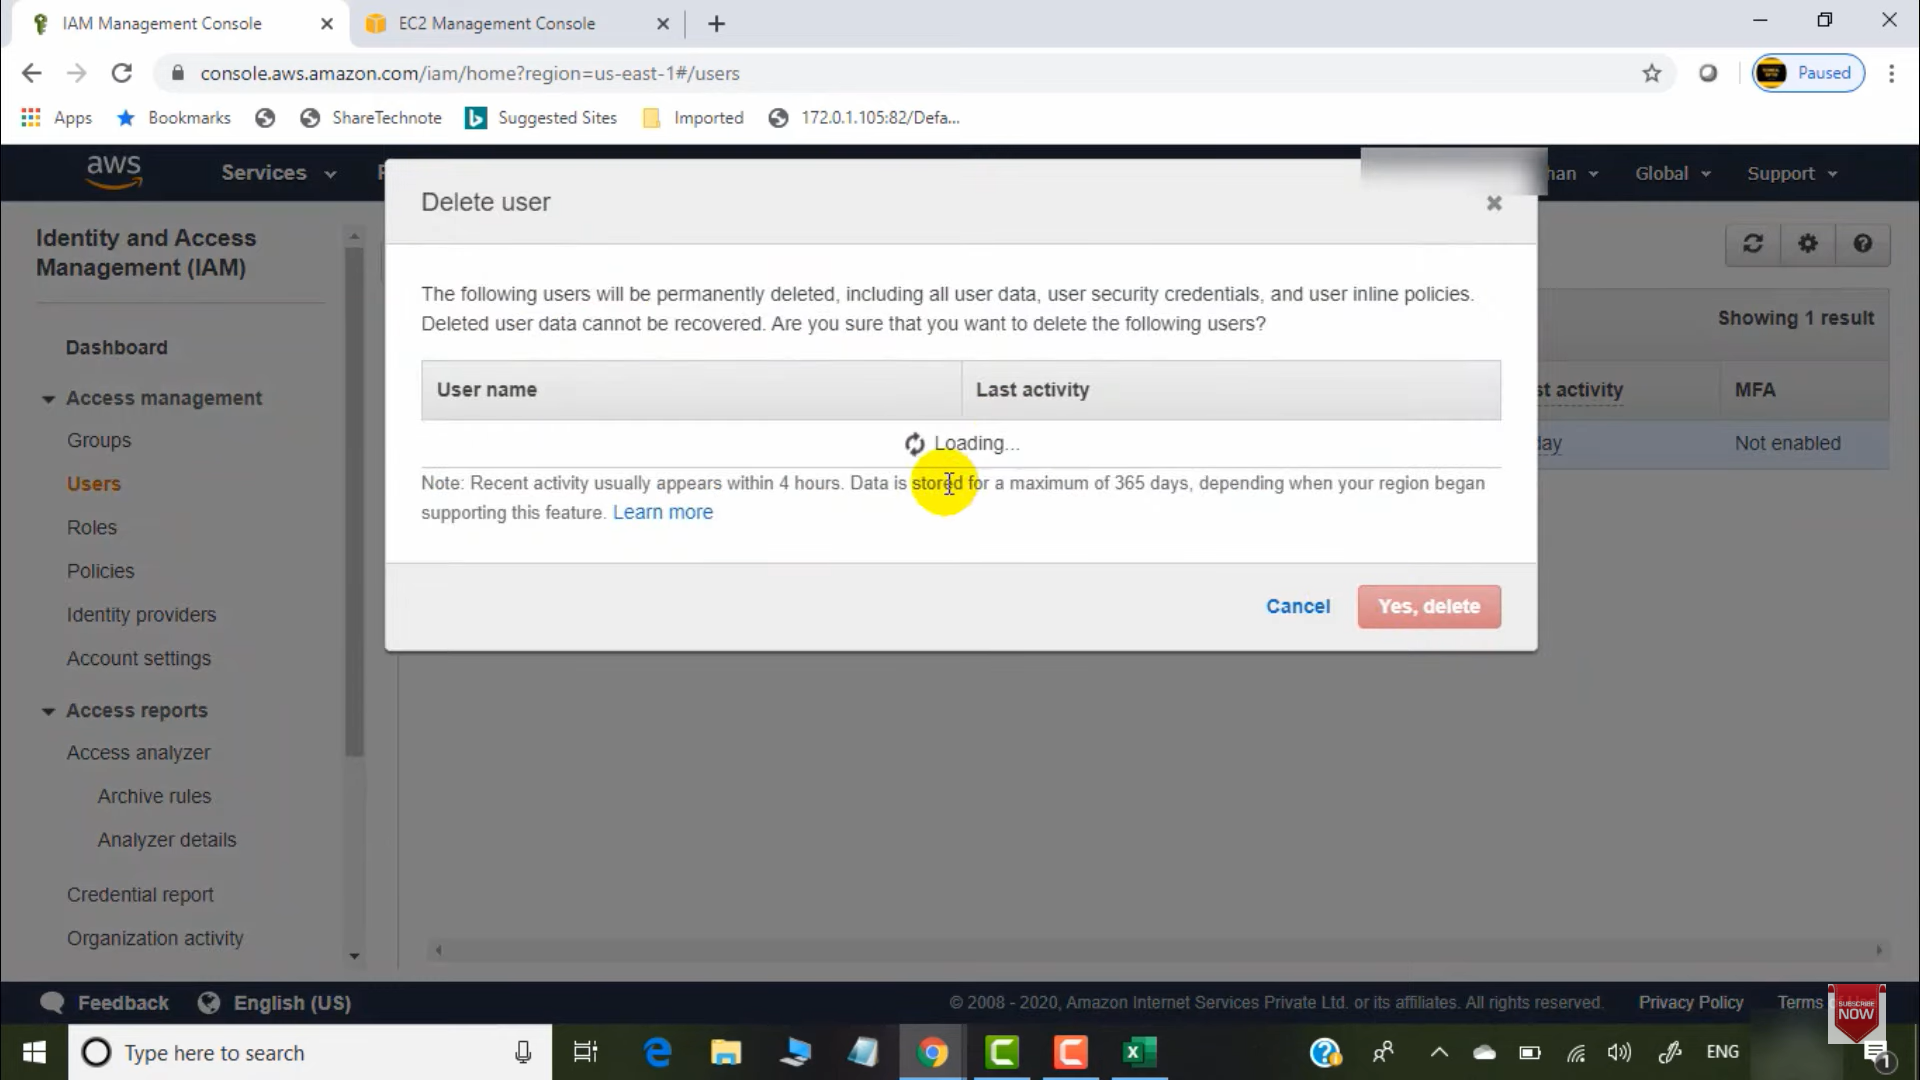 IAM Management Console
EC2 Management Console
console.aws.amazon.com/iam/home?region=us-east-1#/users
Paused
Apps
Bookmarks
ShareTechnote
Suggested Sites
Imported
172.0.1.105:82/Defa...
aws
Services
han
Global
Support
Delete user
Identity and Access
Management (IAM)
The following users will be permanently deleted, including all user data, user security credentials, and user inline policies.
Deleted user data cannot be recovered. Are you sure that you want to delete the following users?
Showing 1 result
Dashboard
User name
Last activity
st activity
MFA
Access management
Groups
Loading...
day
Not enabled
Users
Note: Recent activity usually appears within 4 hours. Data is stored for a maximum of 365 days, depending when your region began
supporting this feature. Learn more
Roles
Policies
Identity providers
Cancel
Yes, delete
Account settings
Access reports
Access analyzer
Archive rules
Analyzer details
Credential report
Organization activity
Feedback
English (US)
© 2008 - 2020, Amazon Internet Services Private Ltd. or its affiliates. All rights reserved.
Privacy Policy
Terms
SUBSCRIBE
NOW
Type here to search
ENG
1